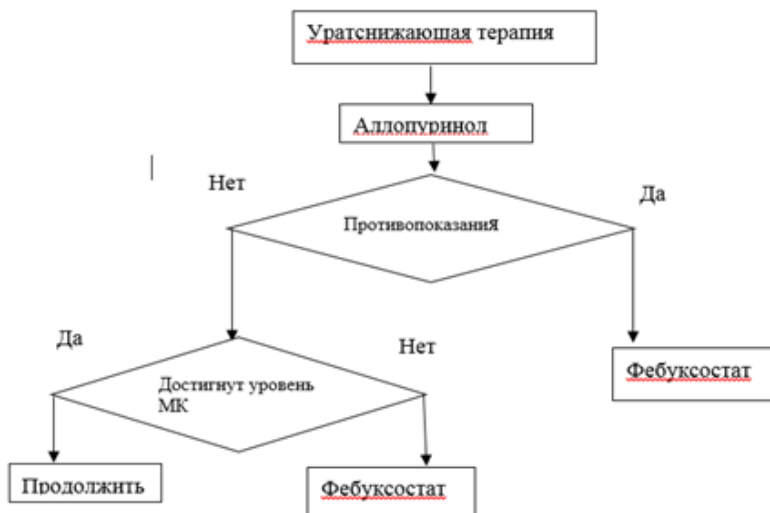 Уратснижающая терапия
Аллопуринол
Нет
Да
Противопоказания
Да
Нет
Достигнут уровень
МК
Фебуксостат
Продолжить
Фебуксостат